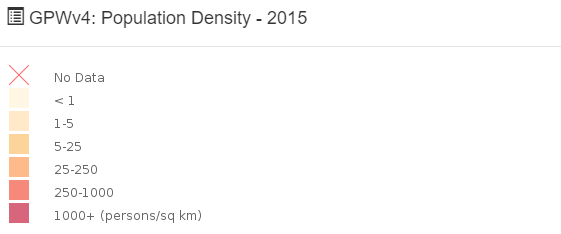 GPWv4: Population Density - 2015
No Data
< 1
1-5
5-25
25-250
250-1000
1000+ (persons/sq km)